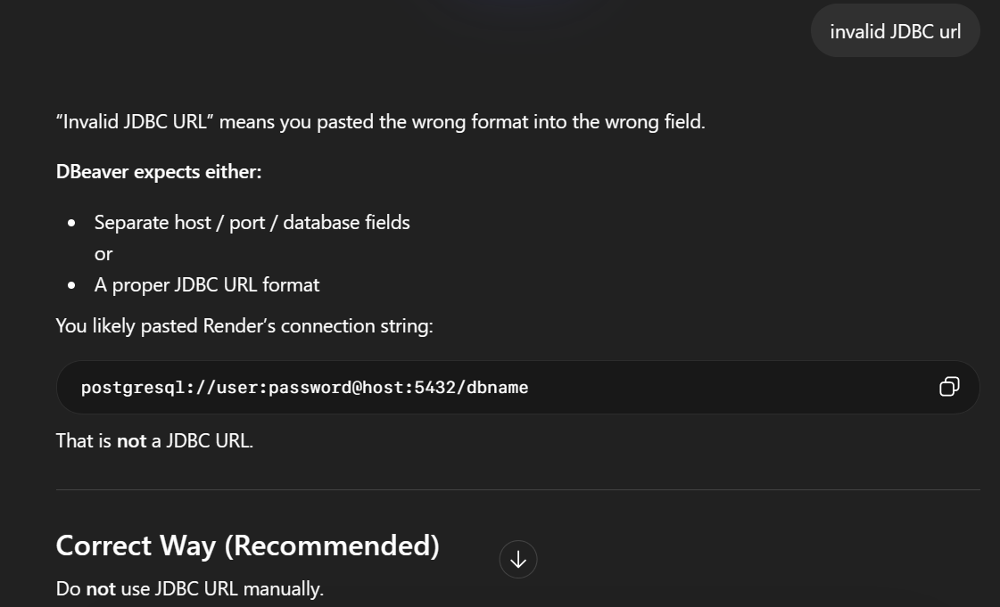 invalid JDBC url
“Invalid JDBC URL” means you pasted the wrong format into the wrong field.
DBeaver expects either:
• Separate host / port / database fields
or
• A proper JDBC URL format
You likely pasted Render’s connection string:
postgresql://user:password@host:5432/dbname
That is not a JDBC URL.
Correct Way (Recommended)
Do not use JDBC URL manually.